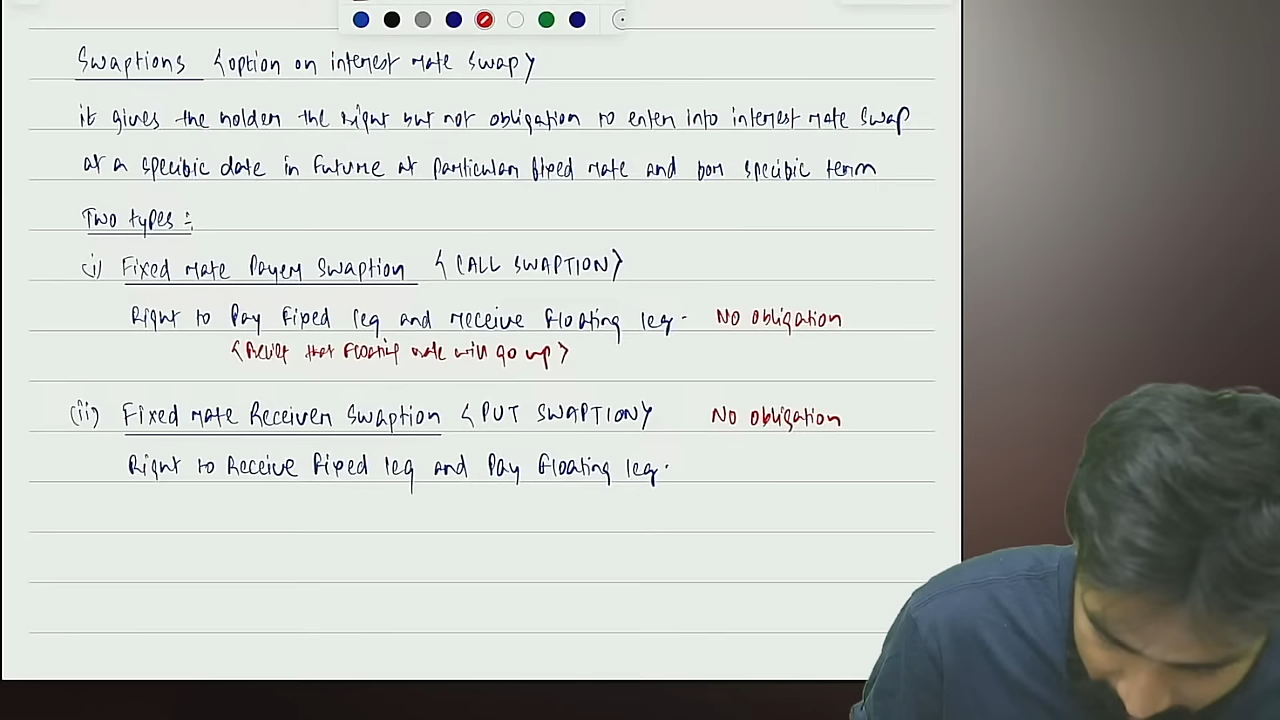 Swaptions <option on interest rate swap>
it gives the holder the right but not obligation to enter into interest rate swap
at a specific date in future at particular fixed rate and for specific term
Two types :-
(i) Fixed rate Payer Swaption <CALL SWAPTION>
Right to Pay Fixed leg and receive Floating leg. No obligation
<Belief that Floating rate will go up>
(ii) Fixed rate Receiver Swaption <PUT SWAPTION> No obligation
Right to Receive Fixed leg and Pay Floating leg.